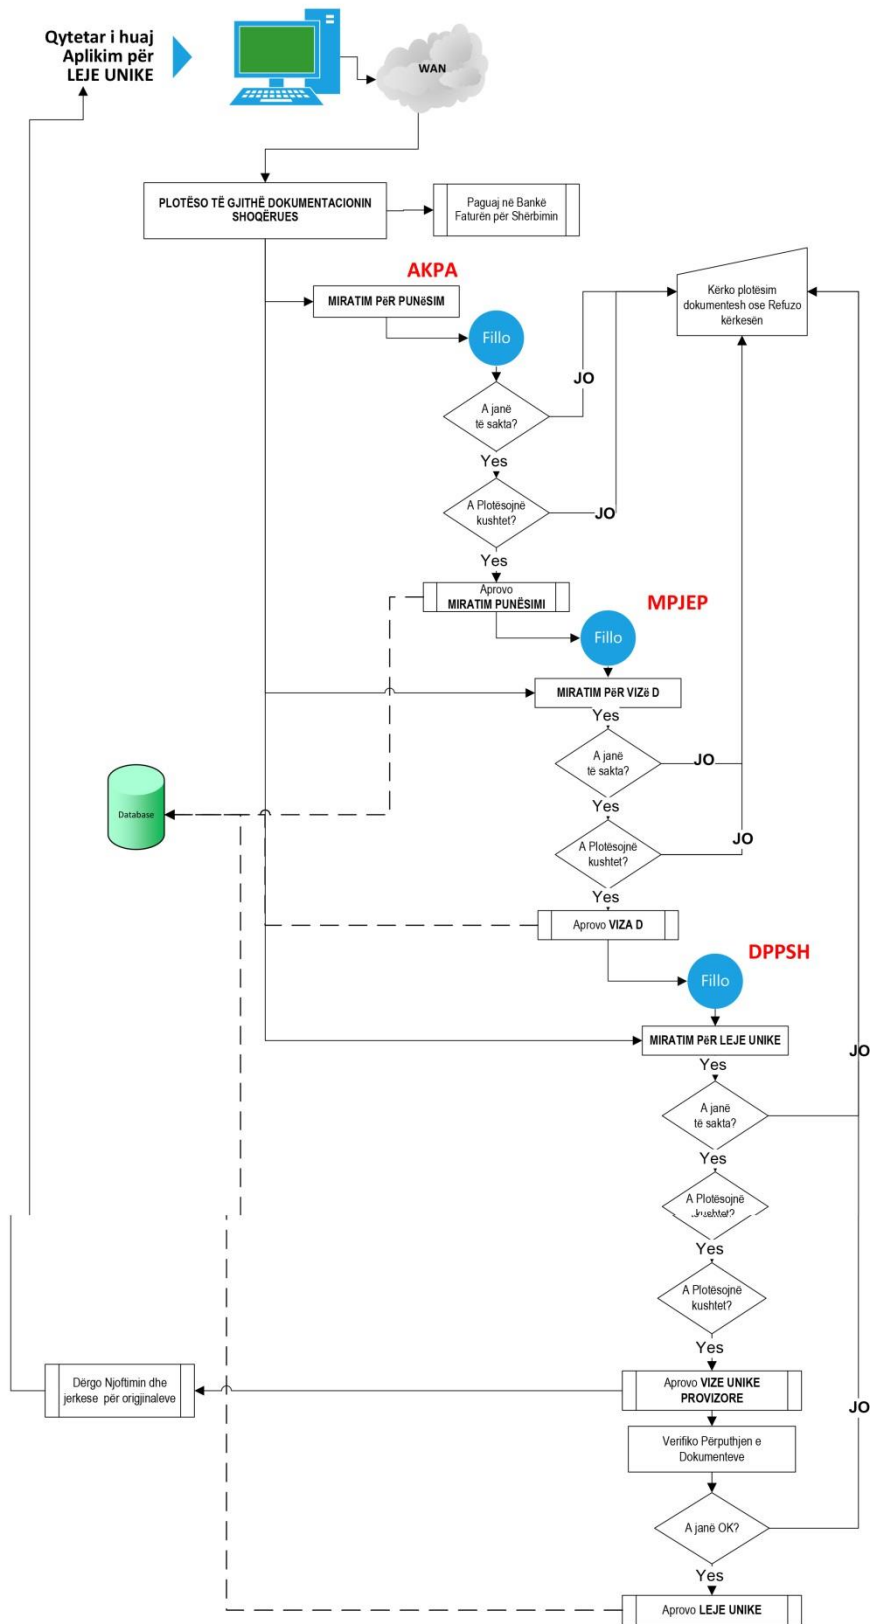 Qytetar i huaj
Aplikim për
LEJE UNIKE
WAN
PLOTËSO TË GJITHË DOKUMENTACIONIN
SHOQËRUES
Paguaj në Bankë
Faturën për Shërbimin
AKPA
MIRATIM PëR PUNëSIM
Kërko plotësim
dokumentesh ose Refuzo
kërkesën
Fillo
JO
A janë
të sakta?
Yes
A Plotësojnë
kushtet?
JO
Yes
Aprovo
MIRATIM PUNËSIMI
MPJEP
Fillo
MIRATIM PëR VIZë D
Yes
A janë
të sakta?
JO
Yes
Database
A Plotësojnë
kushtet?
JO
Yes
Aprovo VIZA D
DPPSH
Fillo
MIRATIM PëR LEJE UNIKE
JO
Yes
A janë
të sakta?
Yes
A Plotësojnë
kushtet?
Yes
A Plotësojnë
kushtet?
Yes
Dërgo Njoftimin dhe
jerkese për origjinaleve
Aprovo VIZE UNIKE
PROVIZORE
JO
Verifiko Përputhjen e
Dokumenteve
A janë OK?
Yes
Aprovo LEJE UNIKE